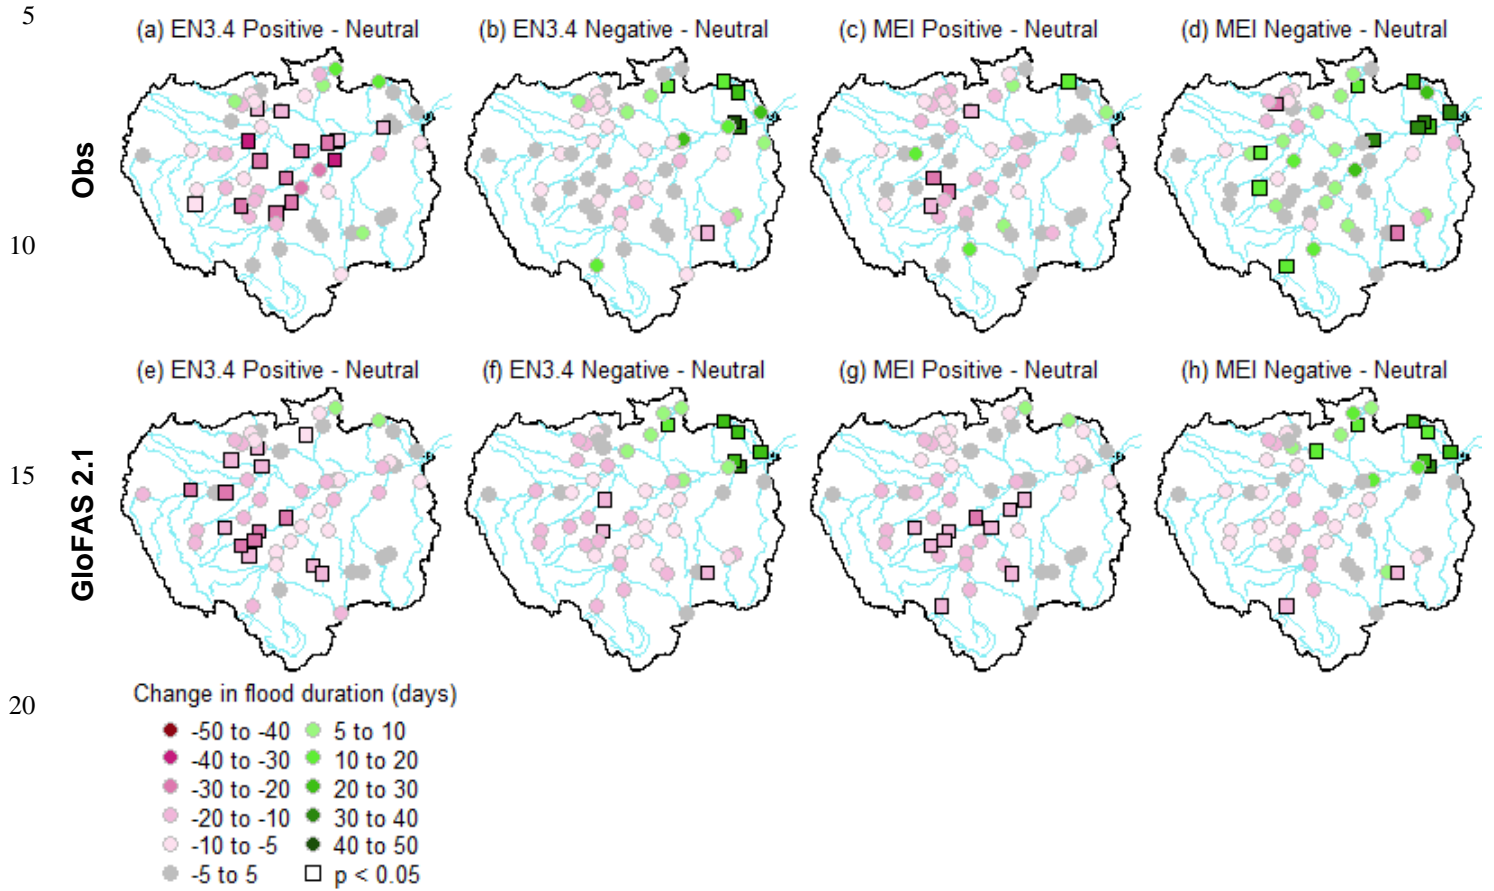 5
(a) EN3.4 Positive - Neutral
(b) EN3.4 Negative - Neutral
(c) MEI Positive - Neutral
(d) MEI Negative - Neutral
Obs
10
(e) EN3.4 Positive - Neutral
(f) EN3.4 Negative - Neutral
(g) MEI Positive - Neutral
(h) MEI Negative - Neutral
GloFAS 2.1
15
20
Change in flood duration (days)
-50 to -40
-40 to -30
-30 to -20
-20 to -10
-10 to -5
-5 to 5
5 to 10
10 to 20
20 to 30
30 to 40
40 to 50
p < 0.05